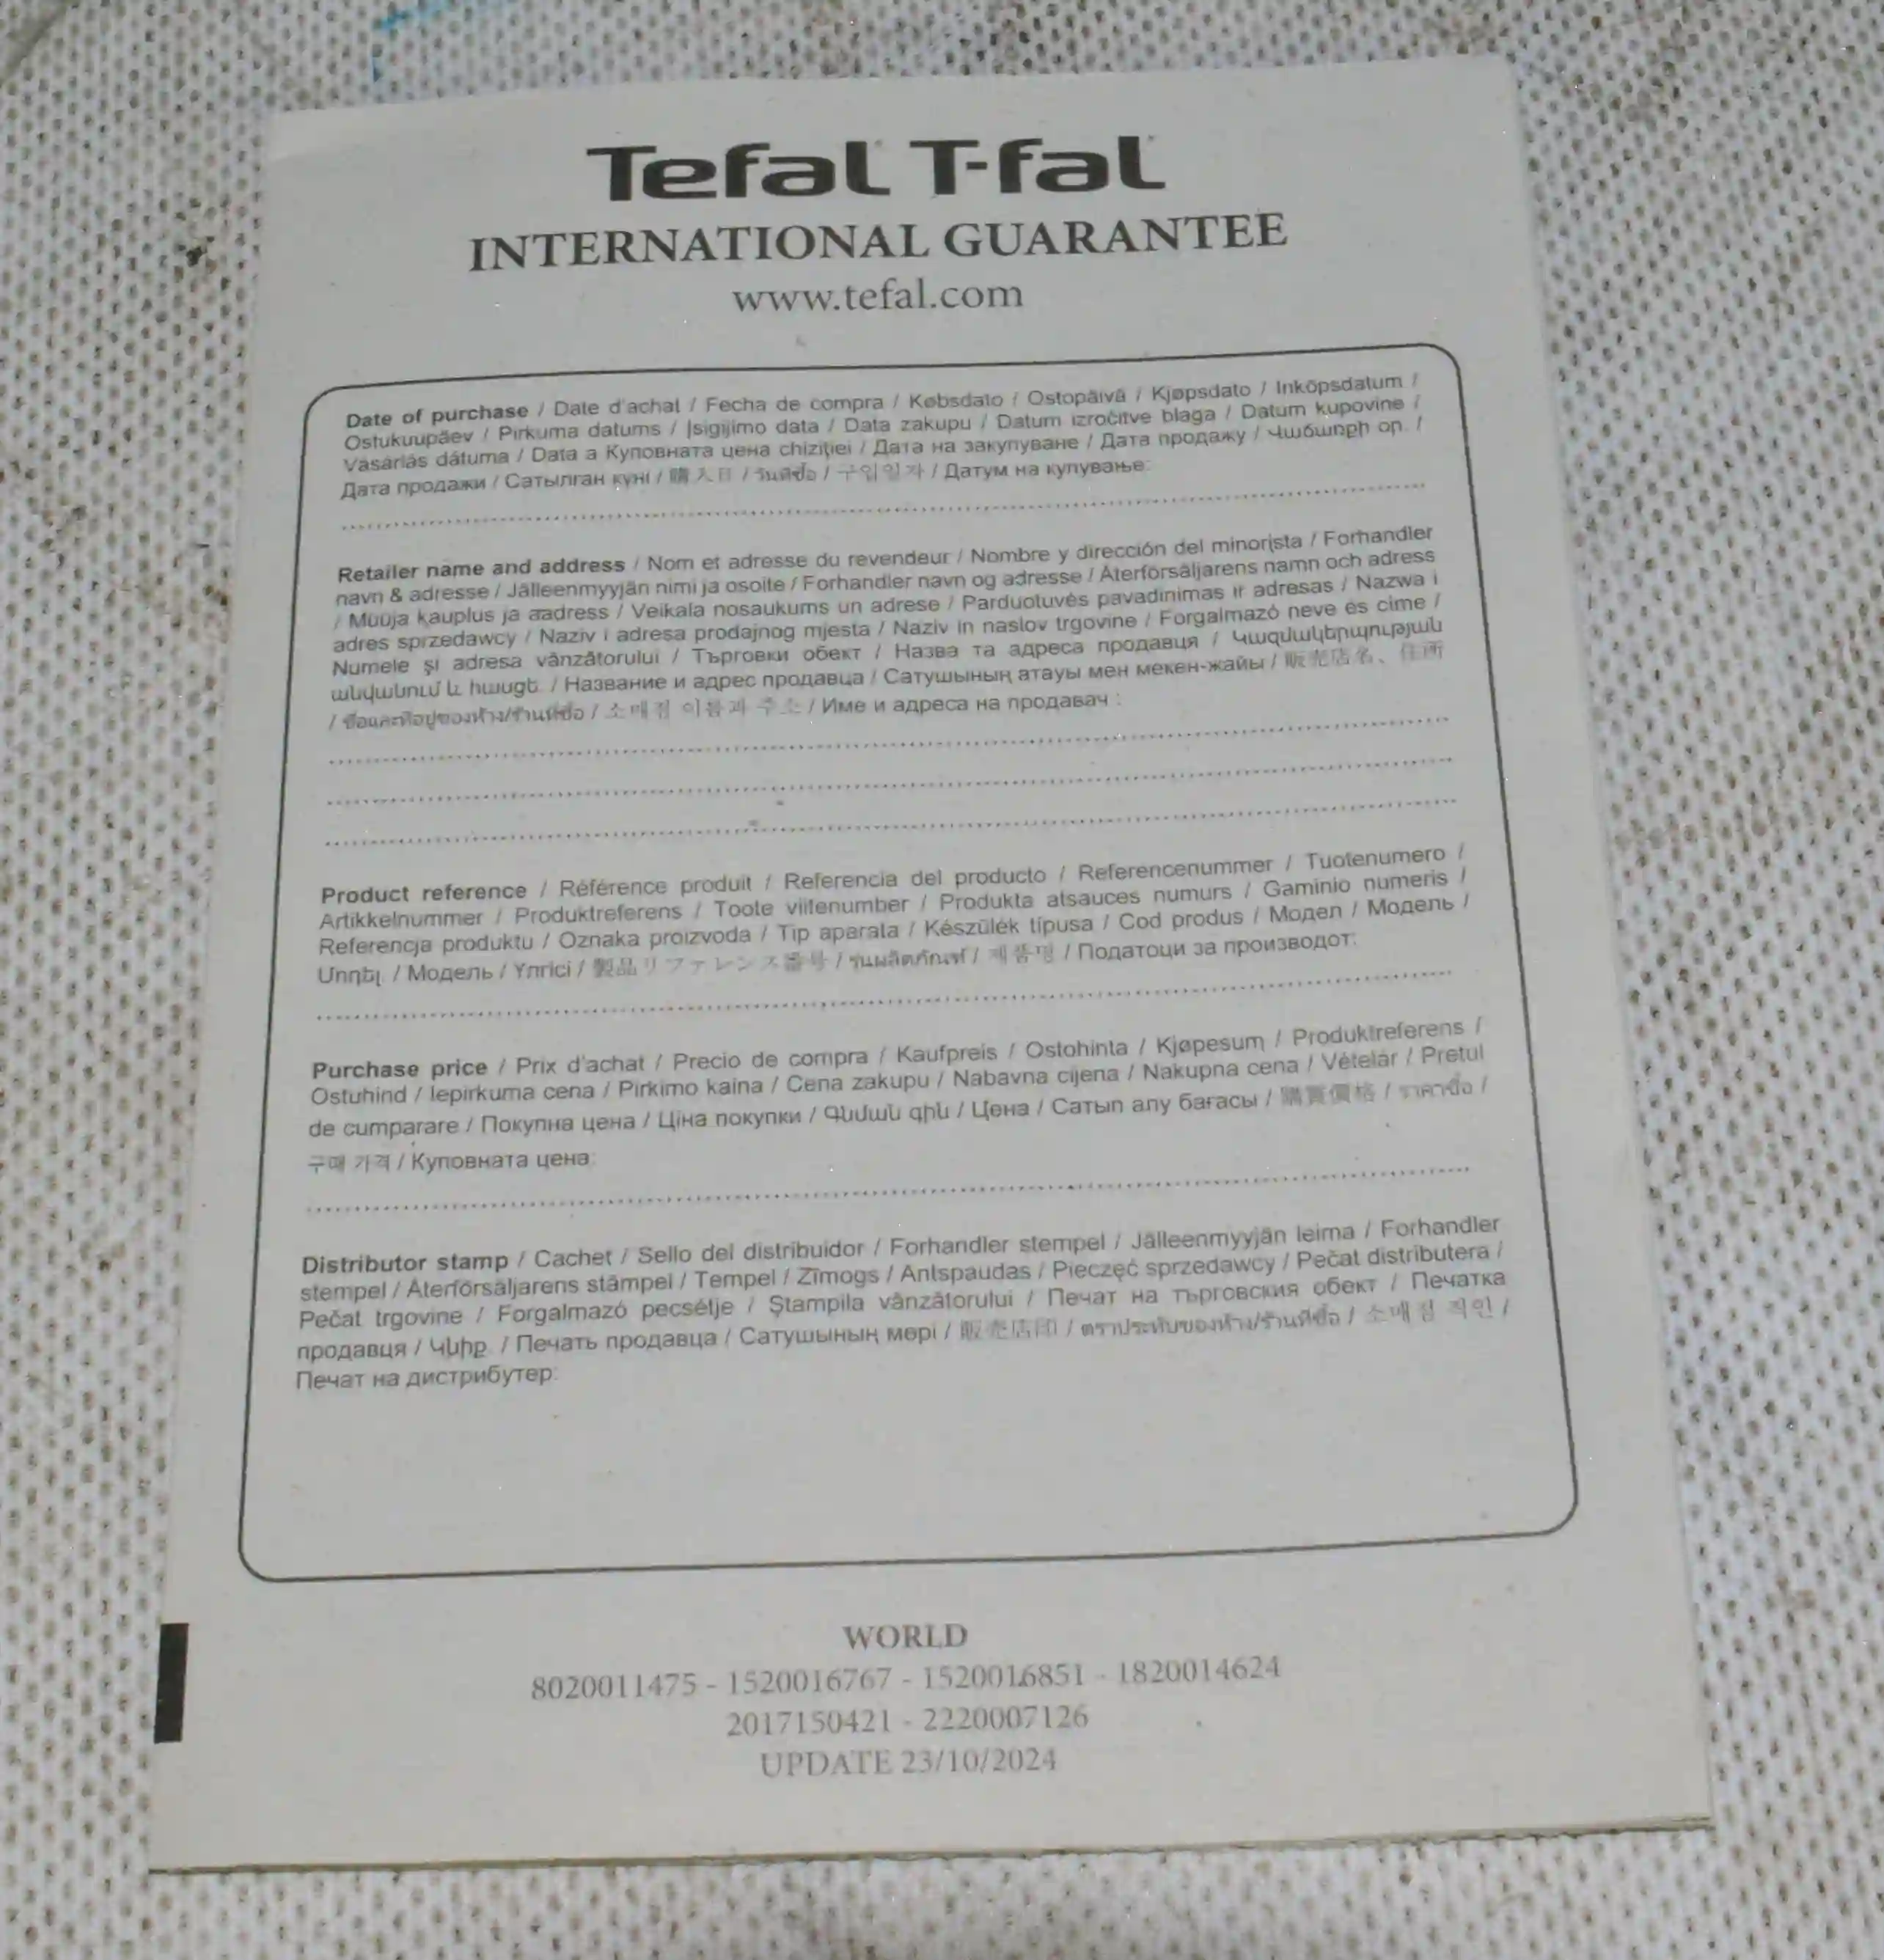 Tefal T-fal
INTERNATIONAL GUARANTEE
www.tefal.com
Date of purchase / Date d'achat / Fecha de compra / Købsdato / Ostopäivä / Kjøpsdato / Inköpsdatum /
Ostukuupäev / Pirkuma datums / Įsigijimo data / Data zakupu / Datum izročitve blaga / Datum kupovine /
Vásárlás dátuma / Data a Куповната цена chiziției / Дата на закупуване / Дата продажу / Վաճառքի օր. /
Дата продажи / Сатылған күні / 購入日 / วันที่ซื้อ / 구입일자 / Датум на купување:
Retailer name and address / Nom et adresse du revendeur / Nombre y dirección del minorista / Forhandler
navn & adresse / Jälleenmyyjän nimi ja osoite / Forhandler navn og adresse / Återförsäljarens namn och adress
/ Müüja kauplus ja aadress / Veikala nosaukums un adrese / Parduotuvės pavadinimas ir adresas / Nazwa i
adres sprzedawcy / Naziv i adresa prodajnog mjesta / Naziv in naslov trgovine / Forgalmazó neve és címe /
Numele şi adresa vânzătorului / Търговки обект / Назва та адреса продавця / Կազմակերպության
անվանում և հասցե. / Название и адрес продавца / Сатушының атауы мен мекен-жайы / 販売店名、住所
/ ชื่อและที่อยู่ของห้าง/ร้านที่ซื้อ / 소매점 이름과 주소 / Име и адреса на продавач :
Product reference / Référence produit / Referencia del producto / Referencenummer / Tuotenumero /
Artikkelnummer / Produktreferens / Toote viitenumber / Produkta atsauces numurs / Gaminio numeris /
Referencja produktu / Oznaka proizvoda / Tip aparata / Készülék típusa / Cod produs / Модел / Модель /
Մոդել. / Модель / Үлгісі / 製品リファレンス番号 / รุ่นผลิตภัณฑ์ / 제품명 / Податоци за производот:
Purchase price / Prix d'achat / Precio de compra / Kaufpreis / Ostohinta / Kjøpesum / Produktreferens /
Ostuhind / Iepirkuma cena / Pirkimo kaina / Cena zakupu / Nabavna cijena / Nakupna cena / Vételár / Pretul
de cumparare / Покупна цена / Ціна покупки / Գնման գին / Цена / Сатып алу бағасы / 購買價格 / ราคาซื้อ /
구매 가격 / Куповната цена:
Distributor stamp / Cachet / Sello del distribuidor / Forhandler stempel / Jälleenmyyjän leima / Forhandler
stempel / Återförsäljarens stämpel / Tempel / Zīmogs / Antspaudas / Pieczęć sprzedawcy / Pečat distributera /
Pečat trgovine / Forgalmazó pecsétje / Ştampila vânzătorului / Печат на търговския обект / Печатка
продавця / Կնիք. / Печать продавца / Сатушының мөрі / 販売店印 / ตราประทับของห้าง/ร้านที่ซื้อ / 소매점 직인 /
Печат на дистрибутер:
WORLD
8020011475 - 1520016767 - 1520016851 - 1820014624
2017150421 - 2220007126
UPDATE 23/10/2024